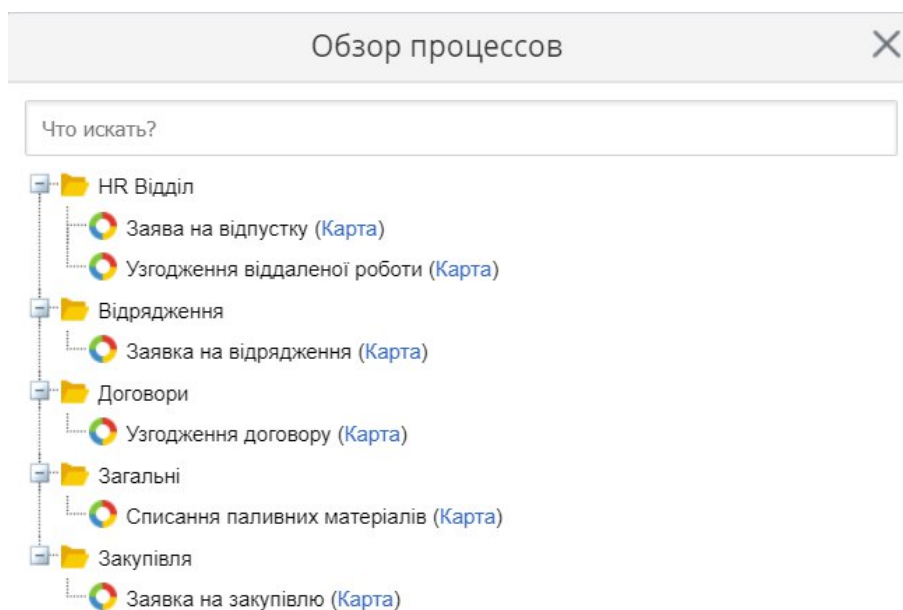 Обзор процессов
Что искать?
HR Відділ
Заява на відпустку (Карта)
Узгодження віддаленої роботи (Карта)
Відрядження
Заявка на відрядження (Карта)
Договори
Узгодження договору (Карта)
Загальні
Списання паливних матеріалів (Карта)
Закупівля
Заявка на закупівлю (Карта)